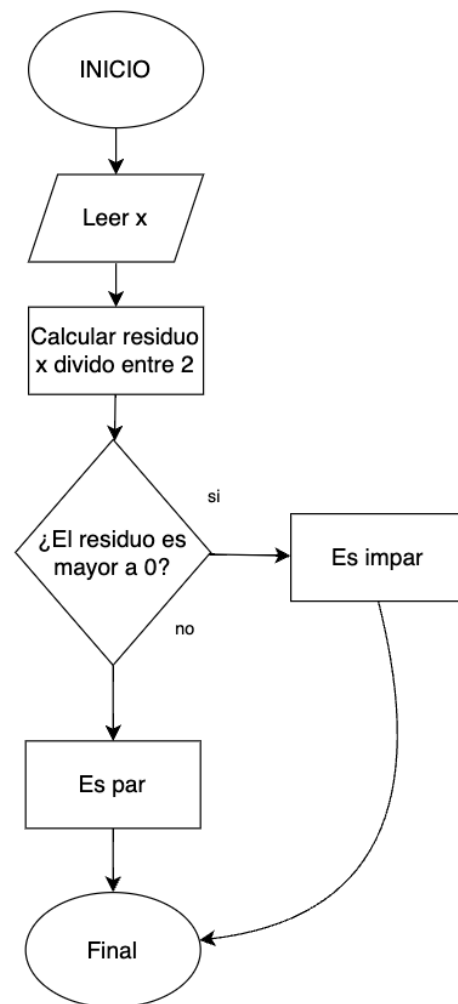 INICIO
Leer x
Calcular residuo
x divido entre 2
si
¿El residuo es
mayor a 0?
Es impar
no
Es par
Final